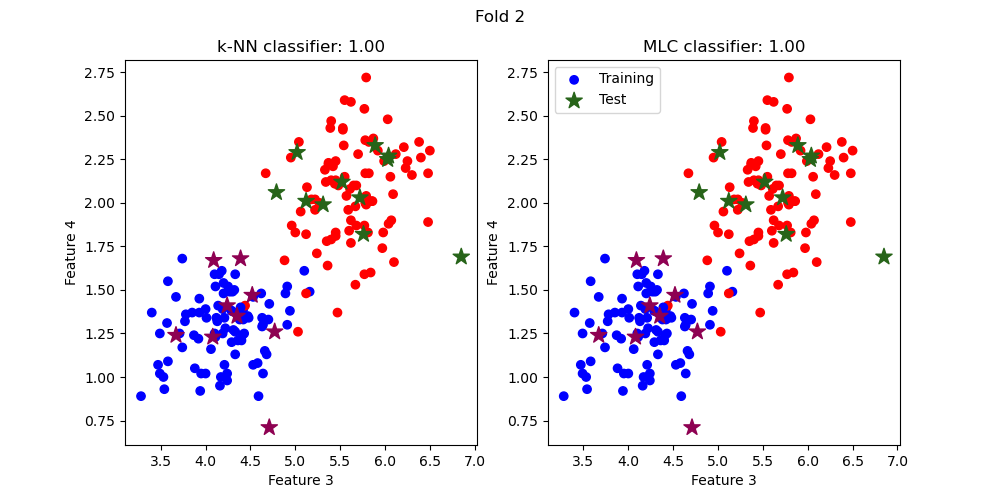 Fold 2
k-NN classifier: 1.00
2.75
2.50
2.25
2.00
1.75
1.50
1.25
1.00
0.75
Feature 4
3.5 4.0 4.5 5.0 5.5 6.0 6.5 7.0
Feature 3
MLC classifier: 1.00
Training
Test
2.75
2.50
2.25
2.00
1.75
1.50
1.25
1.00
0.75
Feature 4
3.5 4.0 4.5 5.0 5.5 6.0 6.5 7.0
Feature 3